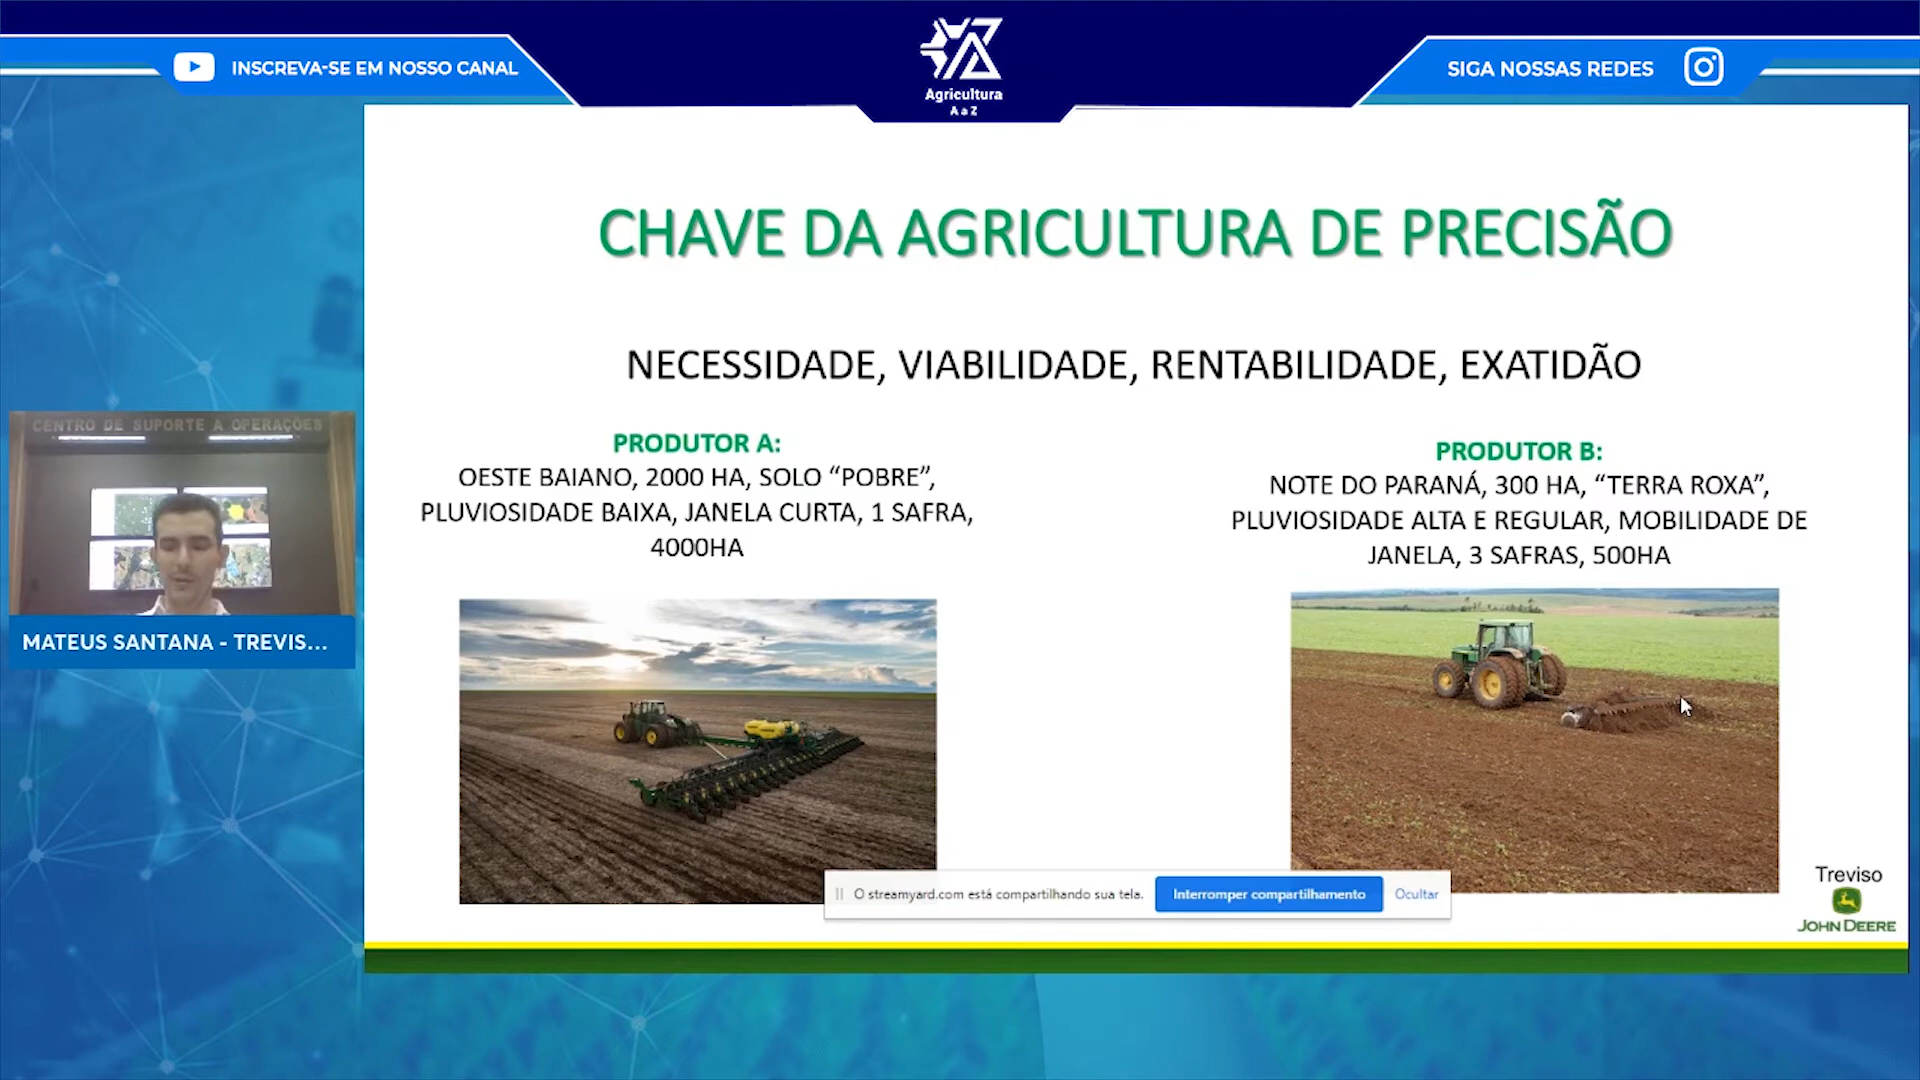 INSCREVA-SE EM NOSSO CANAL
Agricultura
A a Z
SIGA NOSSAS REDES
CHAVE DA AGRICULTURA DE PRECISÃO
NECESSIDADE, VIABILIDADE, RENTABILIDADE, EXATIDÃO
PRODUTOR A:
OESTE BAIANO, 2000 HA, SOLO “POBRE”,
PLUVIOSIDADE BAIXA, JANELA CURTA, 1 SAFRA,
4000HA
PRODUTOR B:
NOTE DO PARANÁ, 300 HA, “TERRA ROXA”,
PLUVIOSIDADE ALTA E REGULAR, MOBILIDADE DE
JANELA, 3 SAFRAS, 500HA
CENTRO DE SUPORTE A OPERAÇÕES
MATEUS SANTANA - TREVIS...
O streamyard.com está compartilhando sua tela.
Interromper compartilhamento
Ocultar
Treviso
JOHN DEERE